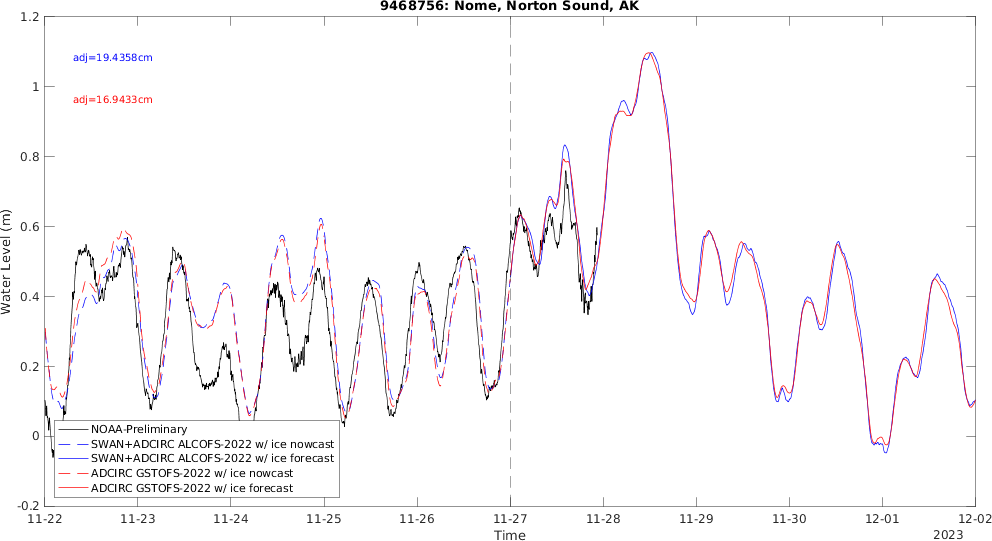 9468756: Nome, Norton Sound, AK
1.2
adj=19.4358cm
1
adj=16.9433cm
0.8
0.6
Water Level (m)
0.4
0.2
0
-0.2
NOAA-Preliminary
SWAN+ADCIRC ALCOFS-2022 w/ ice nowcast
SWAN+ADCIRC ALCOFS-2022 w/ ice forecast
ADCIRC GSTOFS-2022 w/ ice nowcast
ADCIRC GSTOFS-2022 w/ ice forecast
11-22 11-23 11-24 11-25 11-26 11-27 11-28 11-29 11-30 12-01 12-02
Time
2023